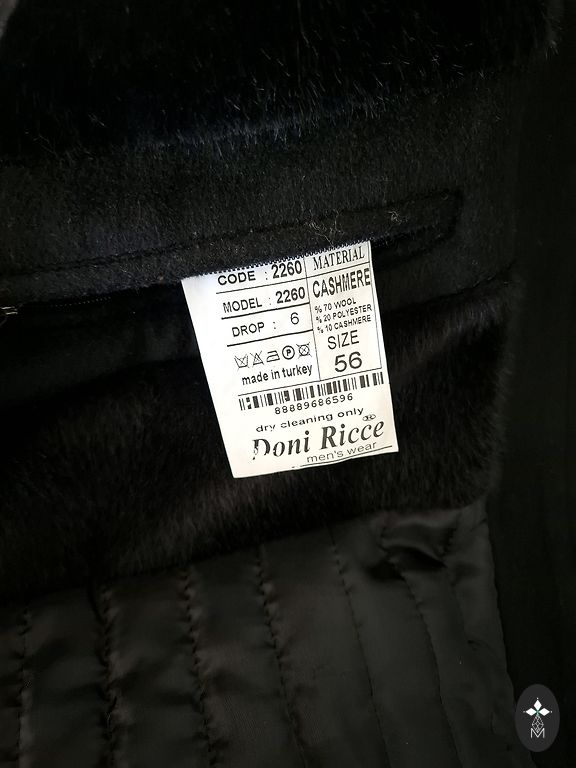 CODE : 2260
MODEL : 2260
DROP : 6
made in turkey
MATERIAL
CASHMERE
% 70 WOOL
% 20 POLYESTER
% 10 CASHMERE
SIZE
56
88889686596
dry cleaning only
Doni Ricce
men's wear
M